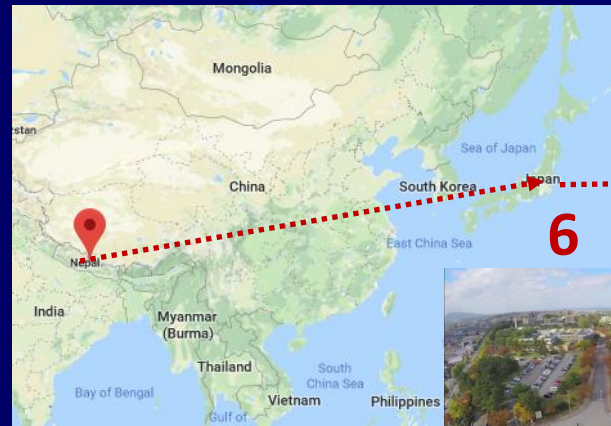 Mongolia
stan
Sea of Japan
China
South Korea
Japan
6
East China Sea
Nepal
India
Myanmar
(Burma)
Thailand
South
China Sea
Bay of Bengal
Vietnam
Philippines
Gulf of